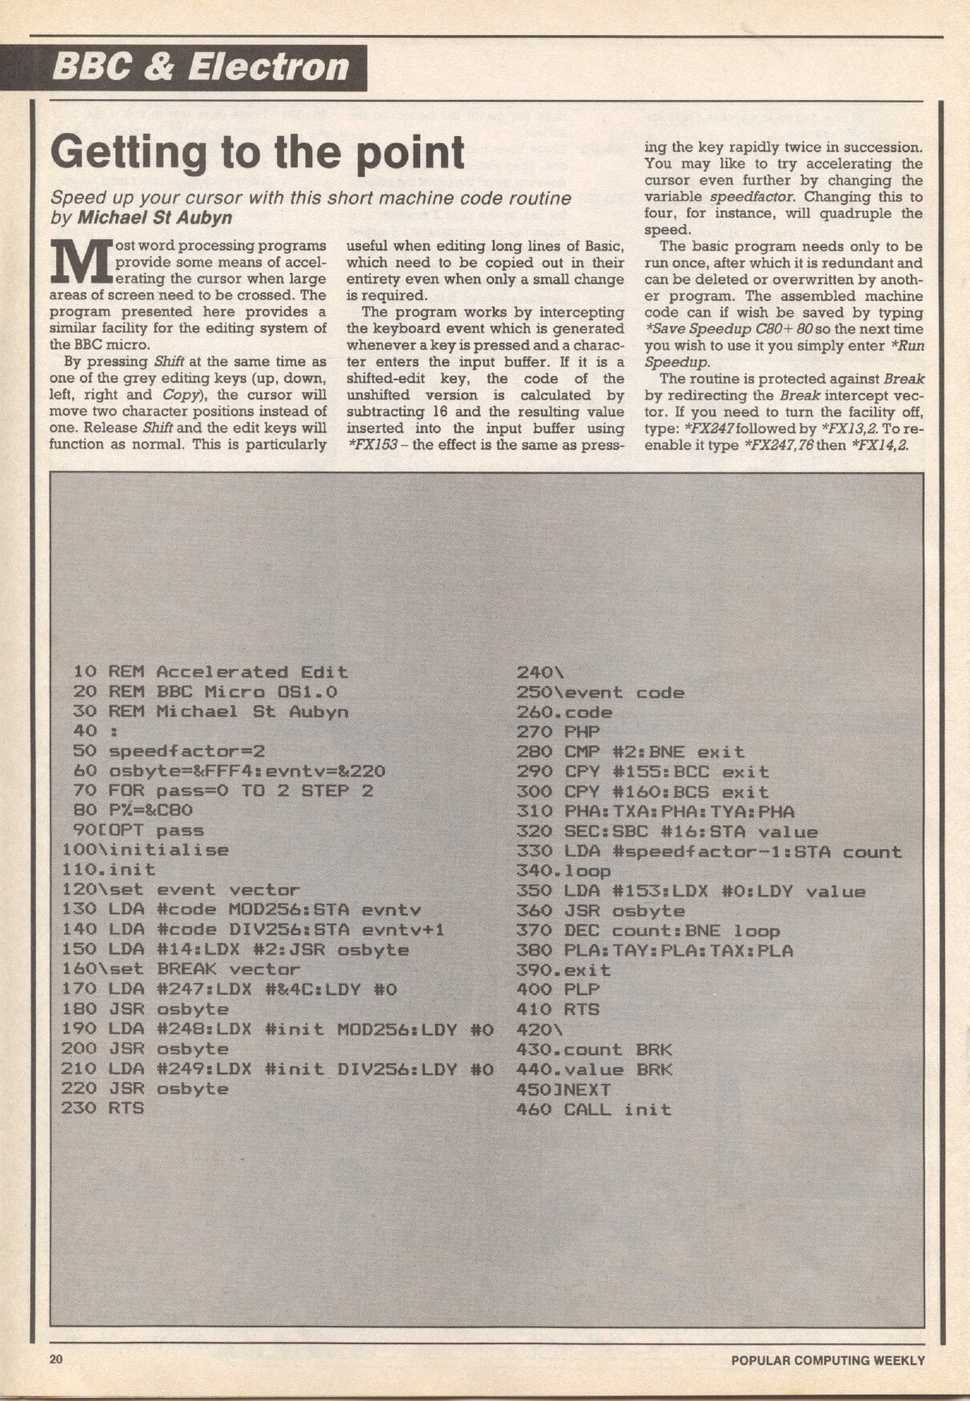 BBC & Electron
Getting to the point
Speed up your cursor with this short machine code routine
by Michael St Aubyn
Most word processing programs
provide some means of accel-
erating the cursor when large
areas of screen need to be crossed. The
program presented here provides a
similar facility for the editing system of
the BBC micro.
By pressing Shift at the same time as
one of the grey editing keys (up, down,
left, right and Copy), the cursor will
move two character positions instead of
one. Release Shift and the edit keys will
function as normal. This is particularly
useful when editing long lines of Basic,
which need to be copied out in their
entirety even when only a small change
is required.
The program works by intercepting
the keyboard event which is generated
whenever a key is pressed and a charac-
ter enters the input buffer. If it is a
shifted-edit key, the code of the
unshifted version is calculated by
subtracting 16 and the resulting value
inserted into the input buffer using
*FX153 – the effect is the same as press-
ing the key rapidly twice in succession.
You may like to try accelerating the
cursor even further by changing the
variable speedfactor. Changing this to
four, for instance, will quadruple the
speed.
The basic program needs only to be
run once, after which it is redundant and
can be deleted or overwritten by anoth-
er program. The assembled machine
code can if wish be saved by typing
*Save Speedup C80+ 80 so the next time
you wish to use it you simply enter *Run
Speedup.
The routine is protected against Break
by redirecting the Break intercept vec-
tor. If you need to turn the facility off,
type: *FX247 followed by *FX13,2. To re-
enable it type *FX247,76 then *FX14,2.
10 REM Accelerated Edit
20 REM BBC Micro OS1.0
30 REM Michael St Aubyn
40 :
50 speedfactor=2
60 osbyte=&FFF4:evntv=&220
70 FOR pass=0 TO 2 STEP 2
80 P%=&C80
90[OPT pass
100\initialise
110.init
120\set event vector
130 LDA #code MOD256:STA evntv
140 LDA #code DIV256:STA evntv+1
150 LDA #14:LDX #2:JSR osbyte
160\set BREAK vector
170 LDA #247:LDX #&4C:LDY #0
180 JSR osbyte
190 LDA #248:LDX #init MOD256:LDY #0
200 JSR osbyte
210 LDA #249:LDX #init DIV256:LDY #0
220 JSR osbyte
230 RTS
240\
250\event code
260.code
270 PHP
280 CMP #2:BNE exit
290 CPY #155:BCC exit
300 CPY #160:BCS exit
310 PHA:TXA:PHA:TYA:PHA
320 SEC:SBC #16:STA value
330 LDA #speedfactor-1:STA count
340.loop
350 LDA #153:LDX #0:LDY value
360 JSR osbyte
370 DEC count:BNE loop
380 PLA:TAY:PLA:TAX:PLA
390.exit
400 PLP
410 RTS
420\
430.count BRK
440.value BRK
450]NEXT
460 CALL init
20
POPULAR COMPUTING WEEKLY